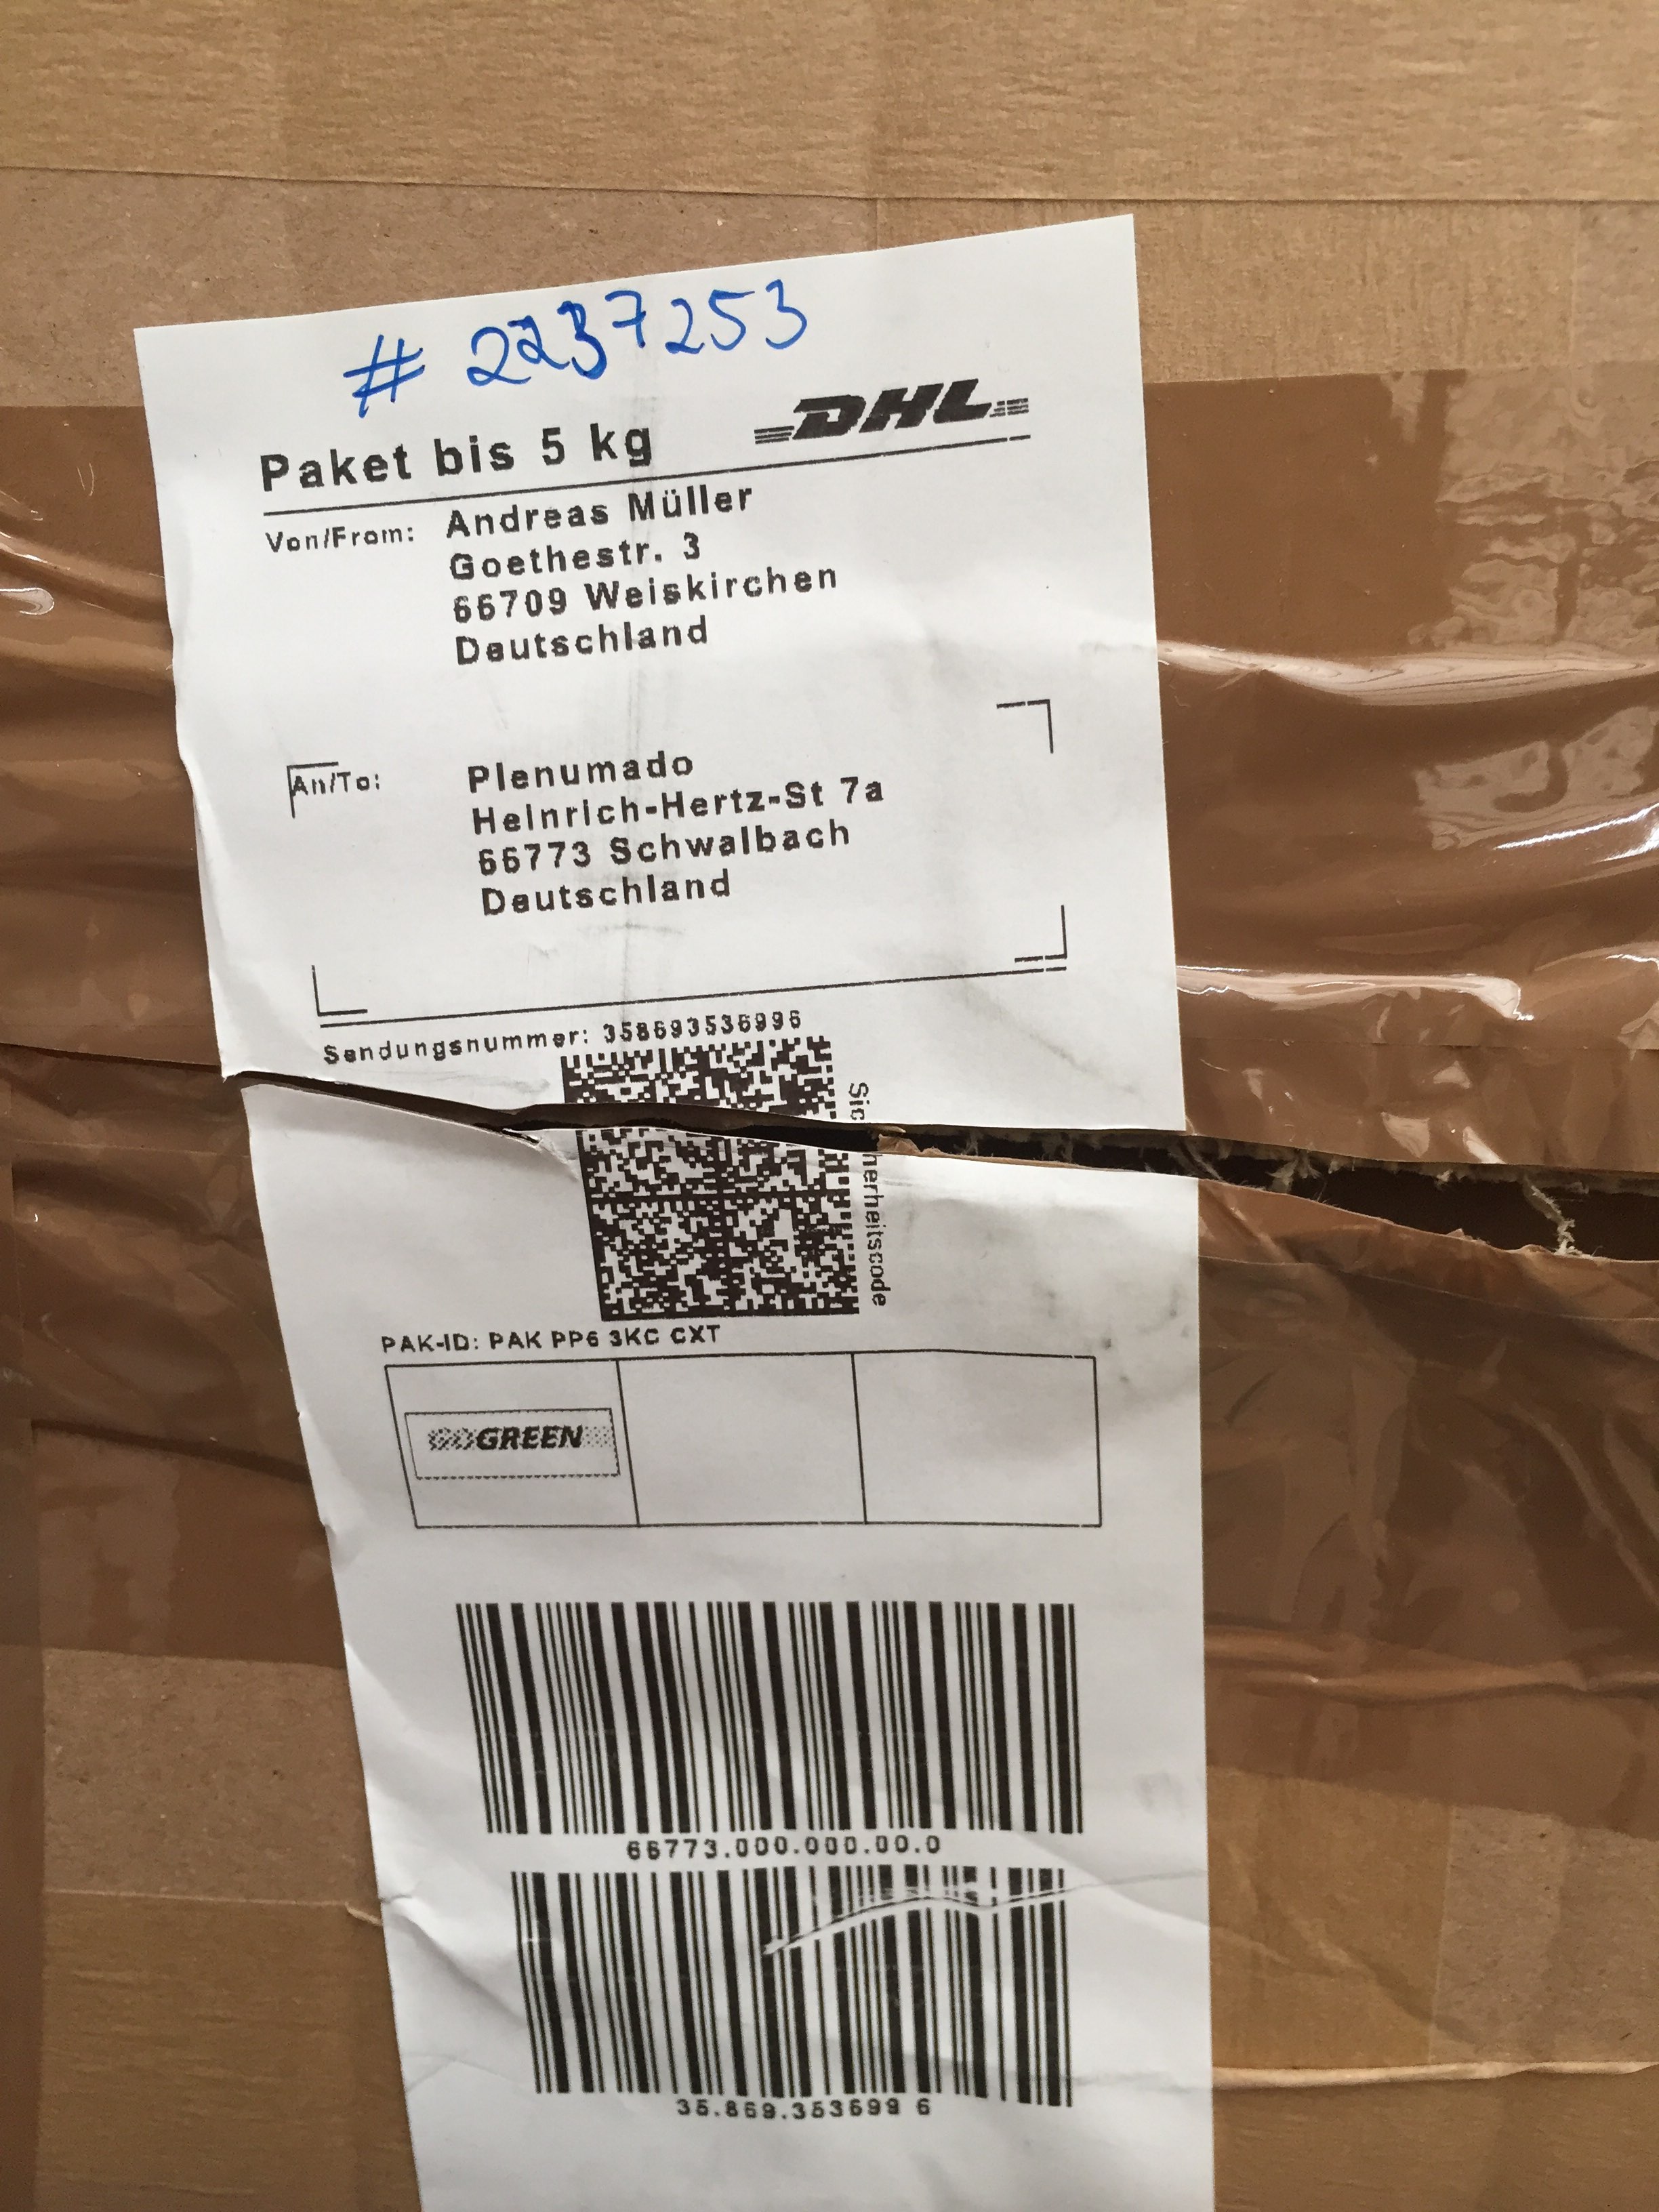 # 2237253
Paket bis 5 kg
DHL
Von/From: Andreas Müller
Goethestr. 3
66709 Weiskirchen
Deutschland
An/To: Plenumado
Heinrich-Hertz-St 7a
66773 Schwalbach
Deutschland
Sendungsnummer: 358693536996
Sicherheitscode
PAK-ID: PAK PP6 3KC CXT
GOGREEN
66773.000.000.00.0
35.869.353699 6